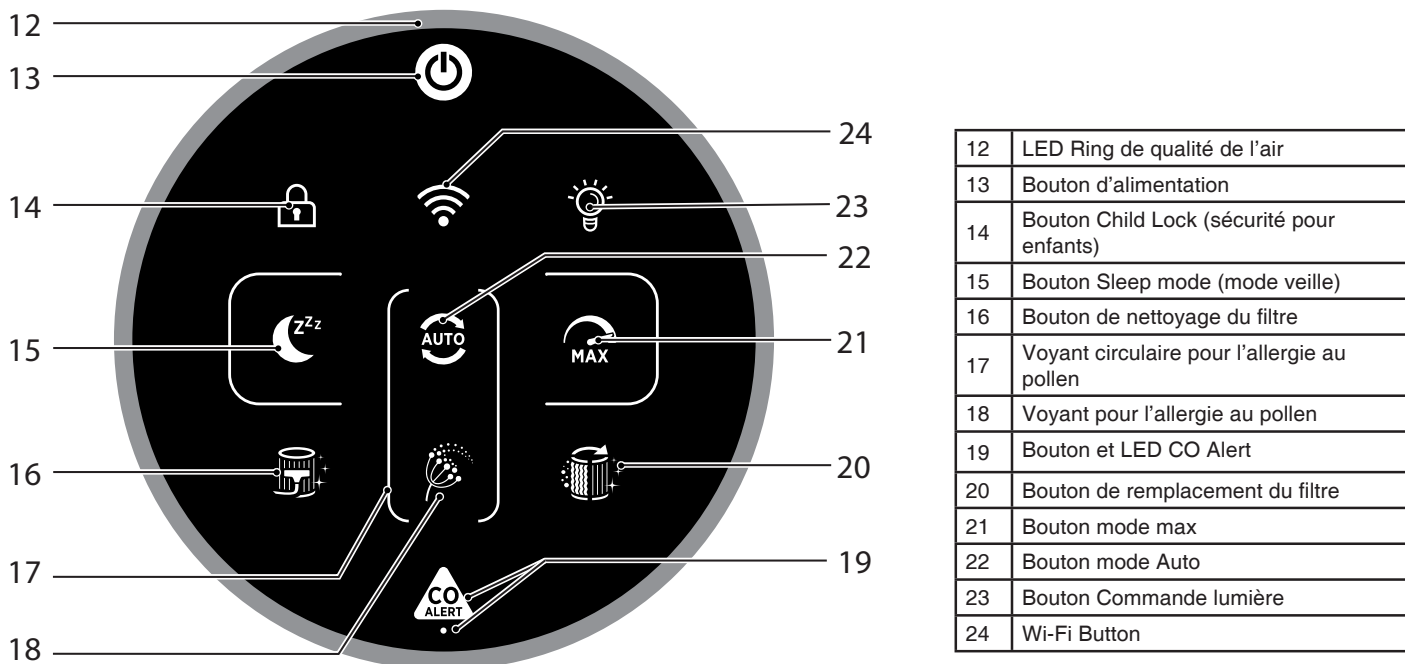 12
13
24
14
23
22
zZz
AUTO
MAX
15
21
16
20
17
19
CO
ALERT
18
12 LED Ring de qualité de l'air
13 Bouton d'alimentation
14 Bouton Child Lock (sécurité pour
enfants)
15 Bouton Sleep mode (mode veille)
16 Bouton de nettoyage du filtre
17 Voyant circulaire pour l'allergie au
pollen
18 Voyant pour l'allergie au pollen
19 Bouton et LED CO Alert
20 Bouton de remplacement du filtre
21 Bouton mode max
22 Bouton mode Auto
23 Bouton Commande lumière
24 Wi-Fi Button